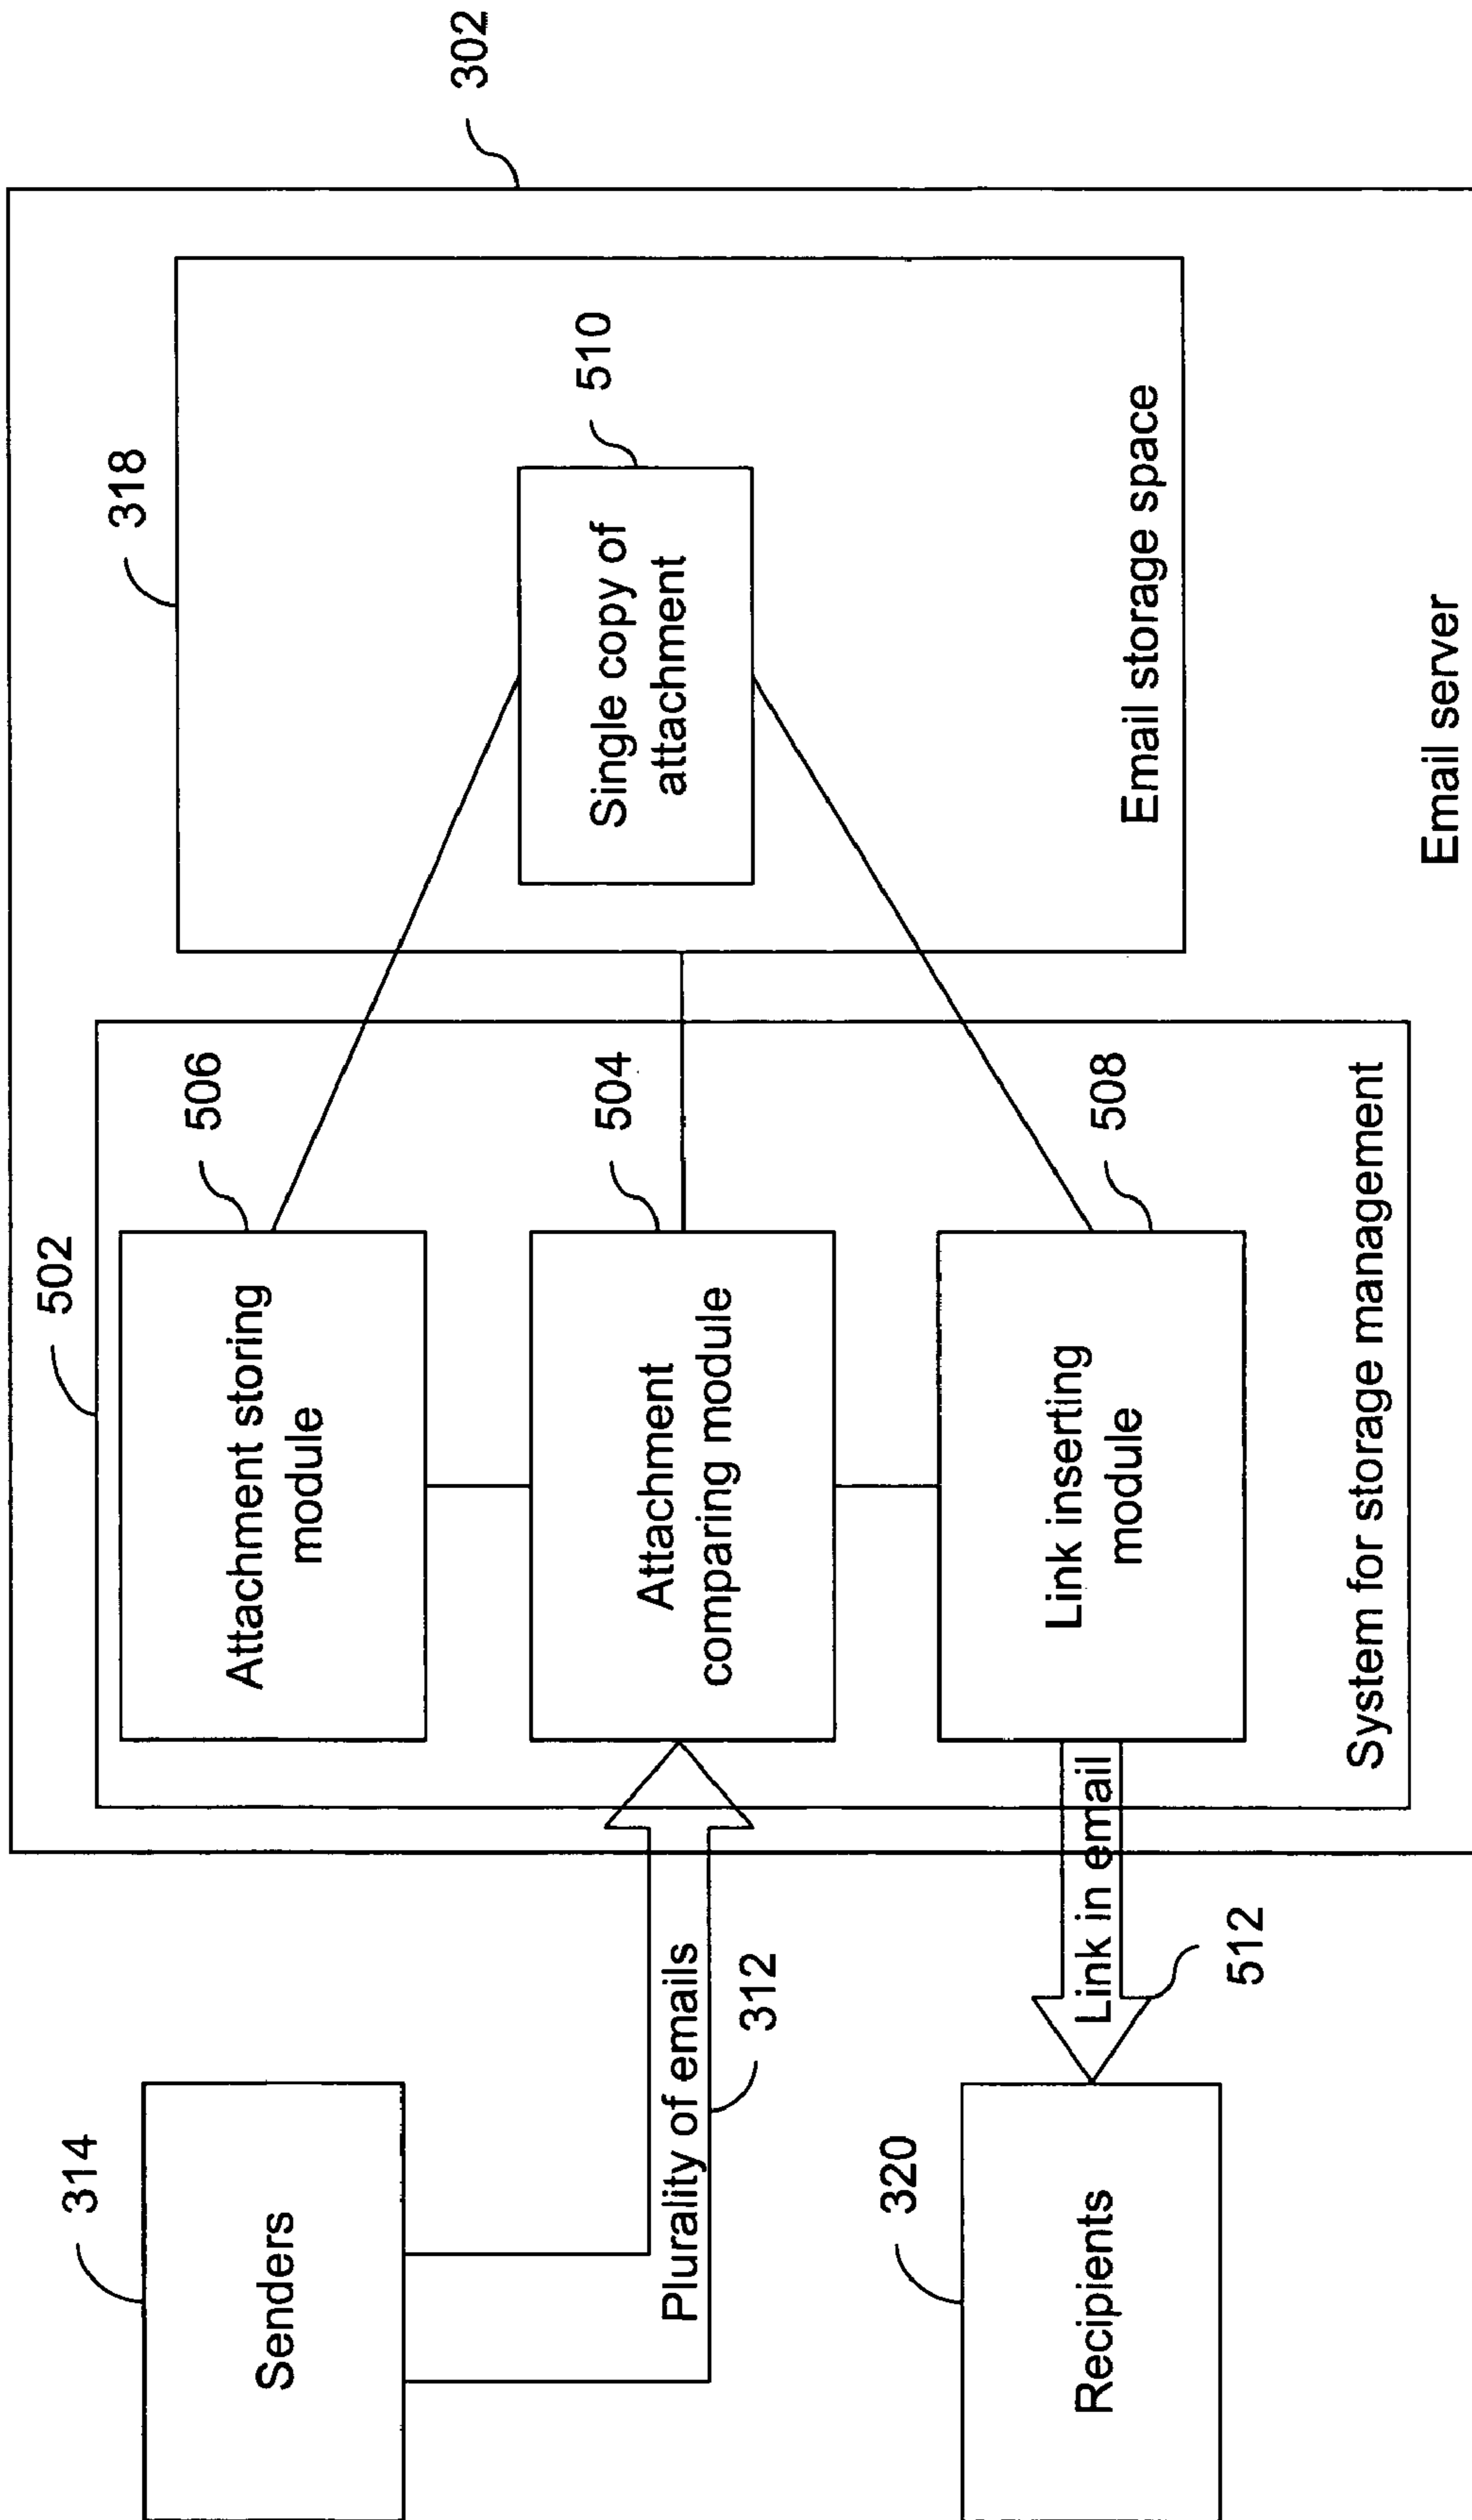 314
Senders
Plurality of emails
312
320
Recipients
Link in email
512
502
Attachment storing
module
506
Attachment
comparing module
504
Link inserting
module
508
System for storage management
318
Single copy of
attachment
510
Email storage space
Email server
302